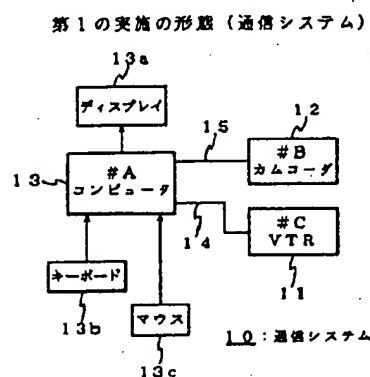 第1の実施の形態(通信システム)
13a
ディスプレイ
15
12
#B
カムコーダ
13
#A
コンピュータ
14
#C
VTR
11
キーボード
13b
マウス
13c
10:通信システム